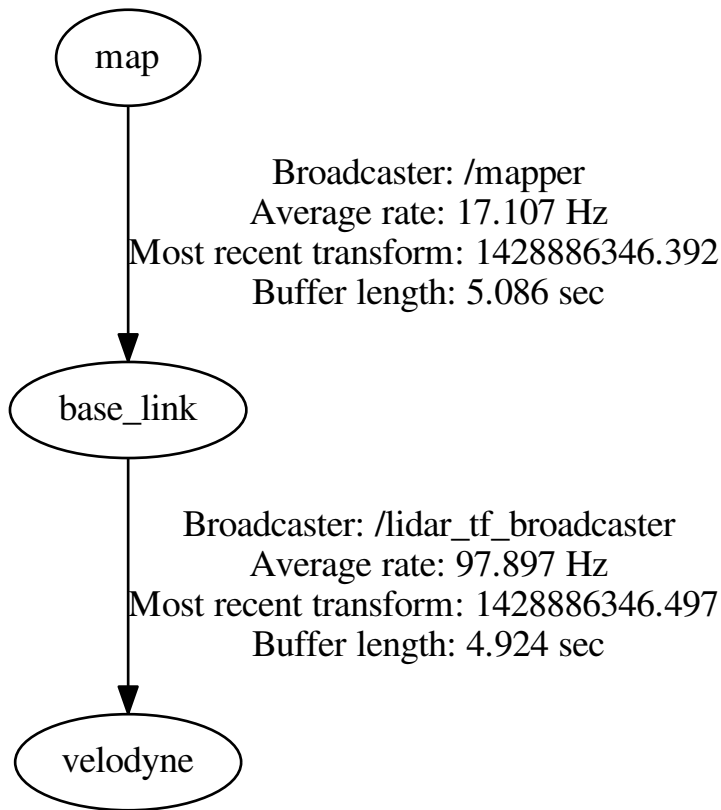 map
Broadcaster: /mapper
Average rate: 17.107 Hz
Most recent transform: 1428886346.392
Buffer length: 5.086 sec
base_link
Broadcaster: /lidar_tf_broadcaster
Average rate: 97.897 Hz
Most recent transform: 1428886346.497
Buffer length: 4.924 sec
velodyne